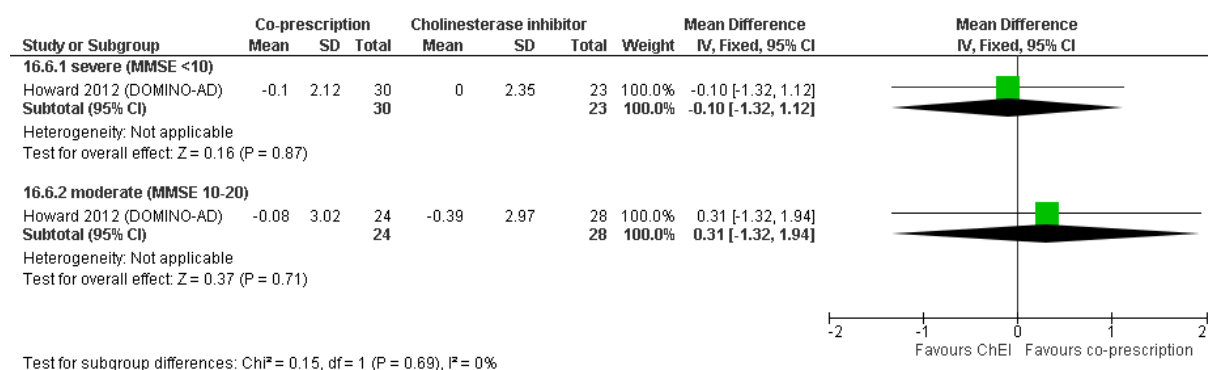 Co-prescription Cholinesterase inhibitor Mean Difference Mean Difference
Study or Subgroup Mean SD Total Mean SD Total Weight IV, Fixed, 95% CI IV, Fixed, 95% CI
16.6.1 severe (MMSE <10)
Howard 2012 (DOMINO-AD) -0.1 2.12 30 0 2.35 23 100.0% -0.10 [-1.32, 1.12]
Subtotal (95% CI) 30 23 100.0% -0.10 [-1.32, 1.12]
Heterogeneity: Not applicable
Test for overall effect: Z = 0.16 (P = 0.87)
16.6.2 moderate (MMSE 10-20)
Howard 2012 (DOMINO-AD) -0.08 3.02 24 -0.39 2.97 28 100.0% 0.31 [-1.32, 1.94]
Subtotal (95% CI) 24 28 100.0% 0.31 [-1.32, 1.94]
Heterogeneity: Not applicable
Test for overall effect: Z = 0.37 (P = 0.71)
-2 -1 0 1 2
Favours ChEI Favours co-prescription
Test for subgroup differences: Chi² = 0.15, df = 1 (P = 0.69), I² = 0%